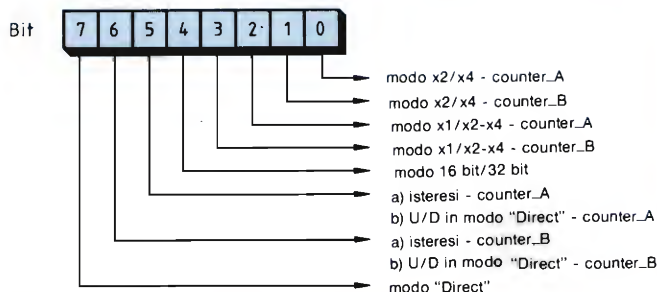 Bit 7 6 5 4 3 2 1 0
modo x2/x4 - counter_A
modo x2/x4 - counter_B
modo x1/x2-x4 - counter_A
modo x1/x2-x4 - counter_B
modo 16 bit/32 bit
a) isteresi - counter_A
b) U/D in modo "Direct" - counter_A
a) isteresi - counter_B
b) U/D in modo "Direct" - counter_B
modo "Direct"